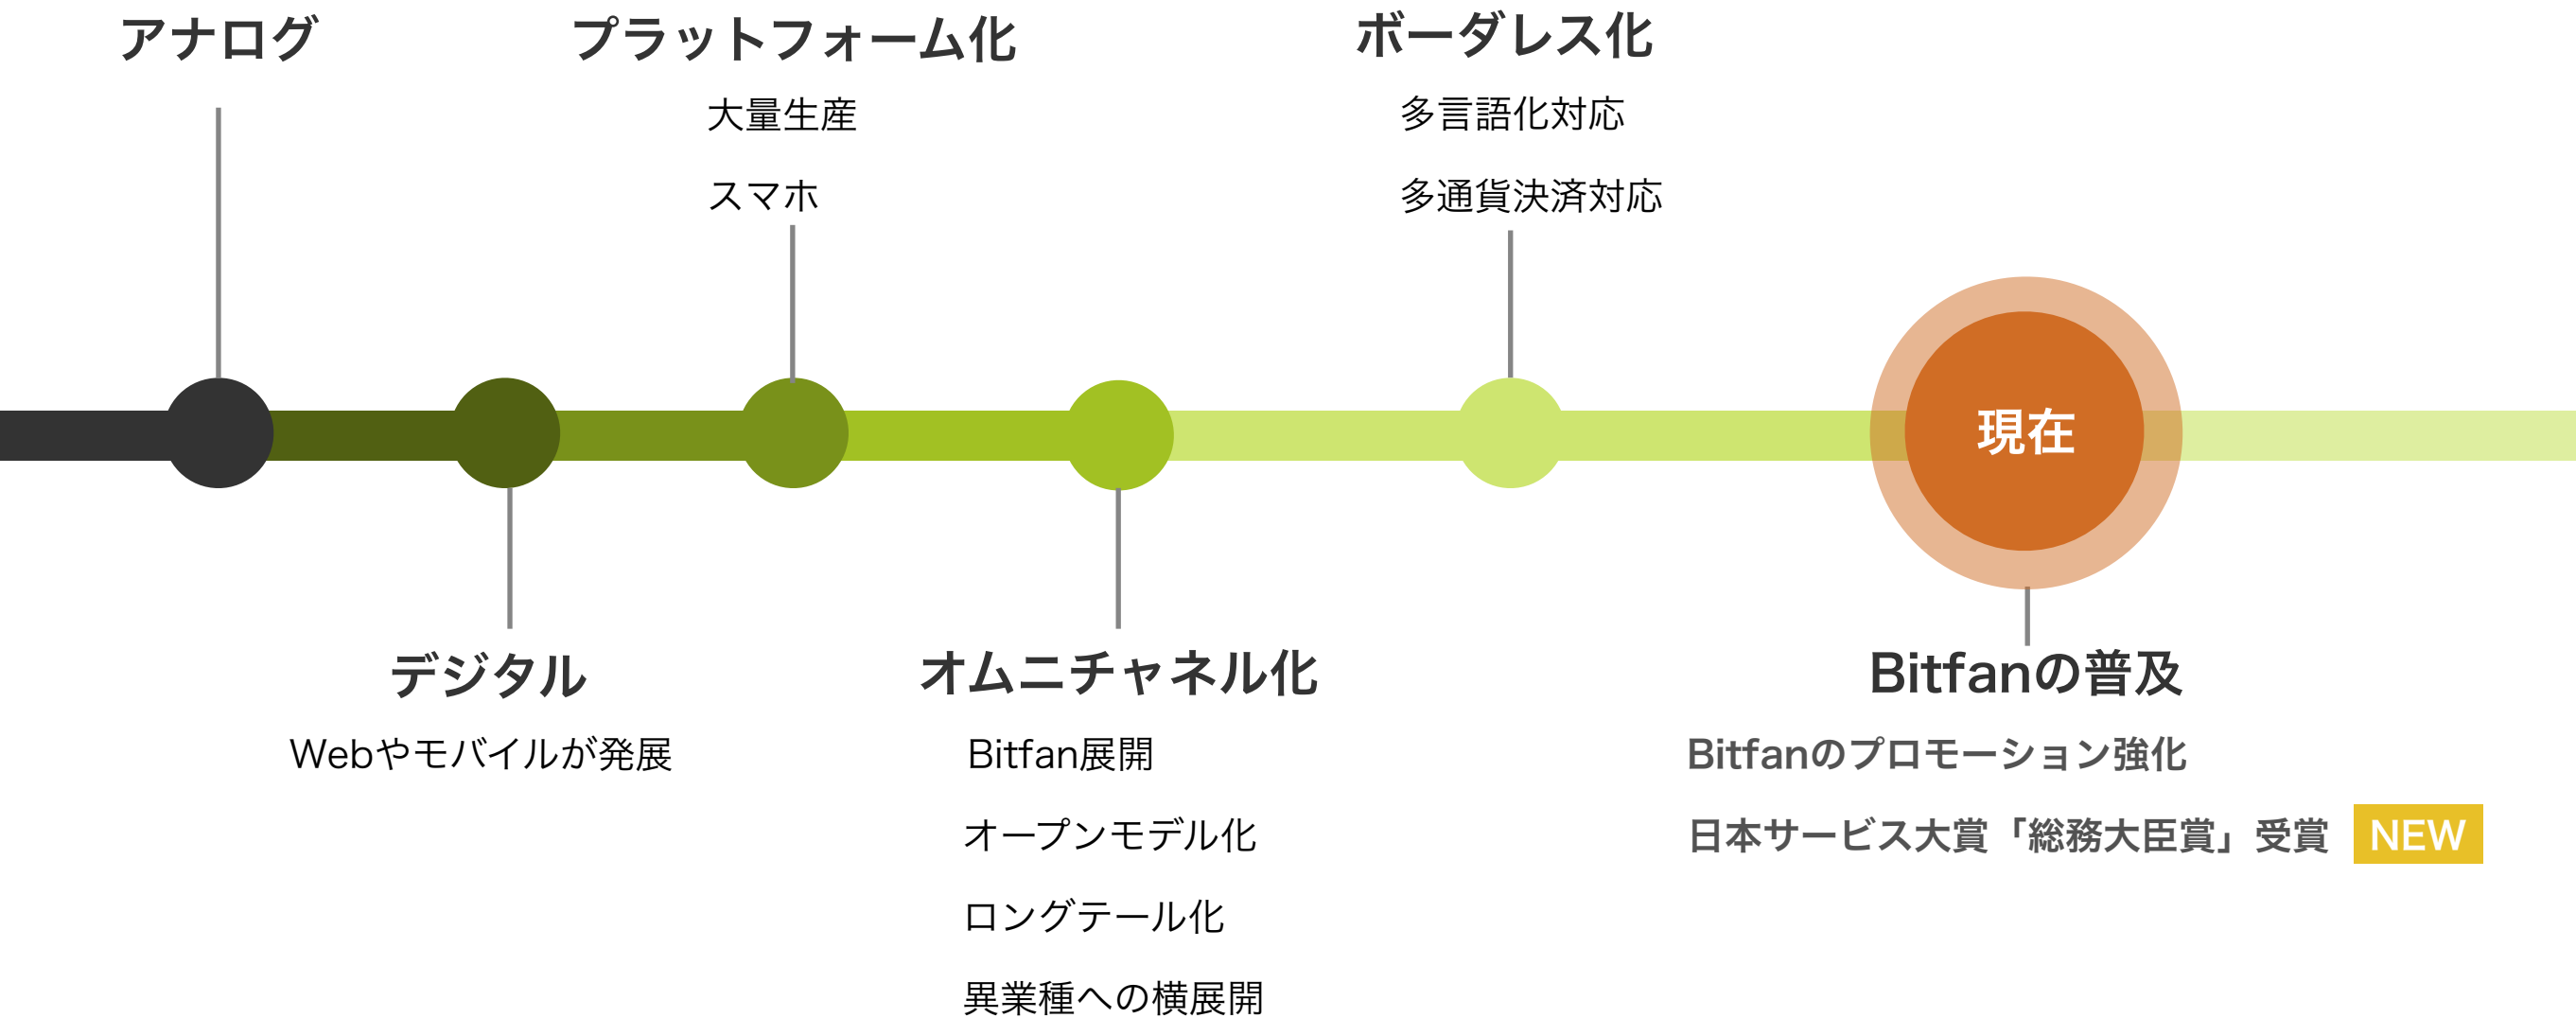 アナログ
プラットフォーム化
大量生産
スマホ
ボーダレス化
多言語化対応
多通貨決済対応
現在
デジタル
Webやモバイルが発展
オムニチャネル化
Bitfan展開
オープンモデル化
ロングテール化
異業種への横展開
Bitfanの普及
Bitfanのプロモーション強化
日本サービス大賞「総務大臣賞」受賞 NEW